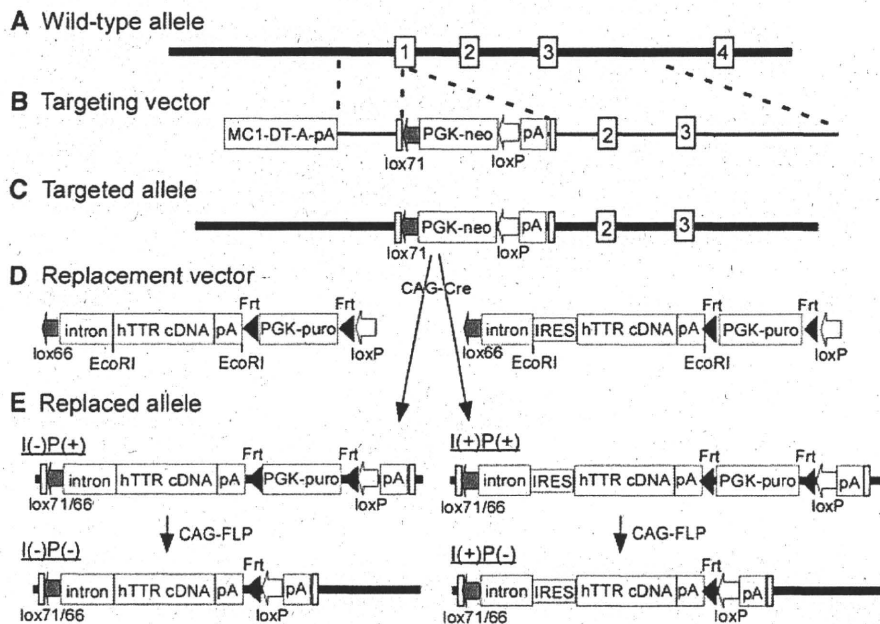 A Wild-type allele
1 2 3 4
B Targeting vector
MC1-DT-A-pA PGK-neo pA 2 3
lox71 loxP
C Targeted allele
PGK-neo pA 2 3
lox71 loxP
CAG-Cre
D Replacement vector
Frt Frt
intron hTTR cDNA pA PGK-puro
lox66 loxP
EcoRI EcoRI
Frt Frt
intron IRES hTTR cDNA pA PGK-puro
lox66 loxP
EcoRI EcoRI
E Replaced allele
I(-)P(+)
Frt Frt
intron hTTR cDNA pA PGK-puro pA
lox71/66 loxP
CAG-FLP
I(-)P(-)
Frt
intron hTTR cDNA pA pA
lox71/66 loxP
I(+)P(+)
Frt Frt
intron IRES hTTR cDNA pA PGK-puro pA
lox71/66 loxP
CAG-FLP
I(+)P(-)
Frt
intron IRES hTTR cDNA pA pA
lox71/66 loxP